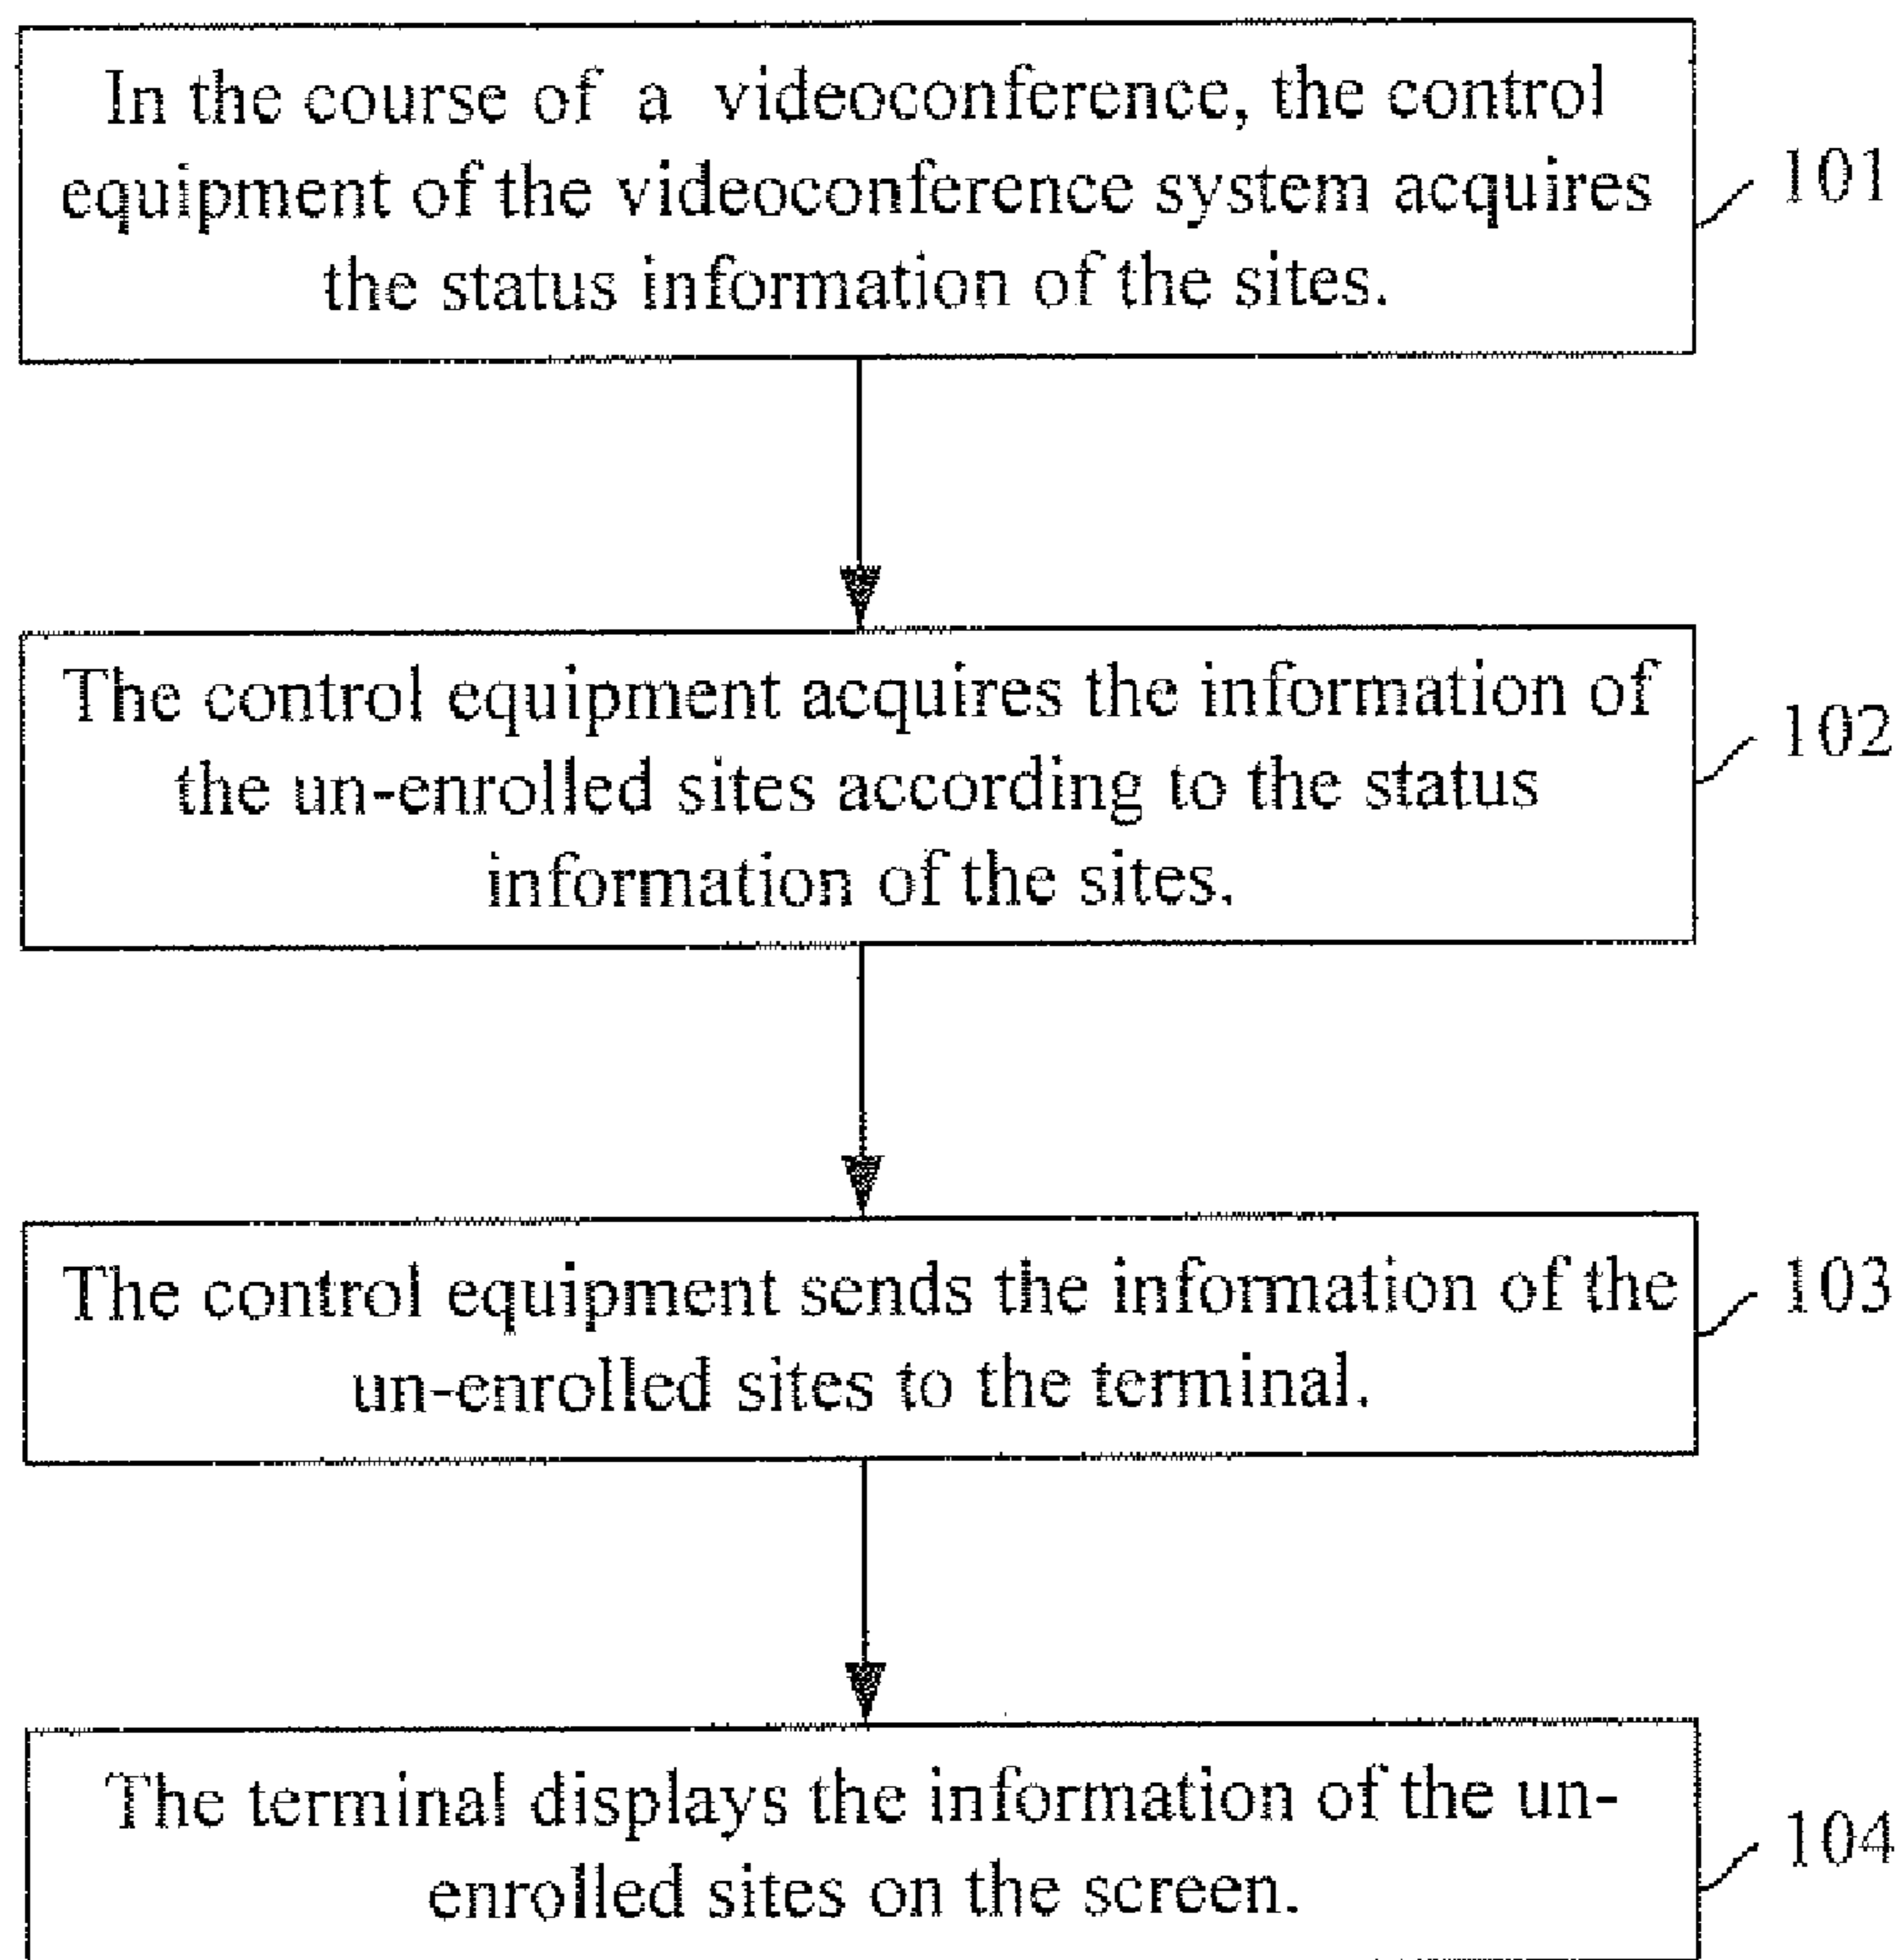 In the course of a videoconference, the control
equipment of the videoconference system acquires
the status information of the sites.
101
The control equipment acquires the information of
the un-enrolled sites according to the status
information of the sites.
102
The control equipment sends the information of the
un-enrolled sites to the terminal.
103
The terminal displays the information of the un-
enrolled sites on the screen.
104